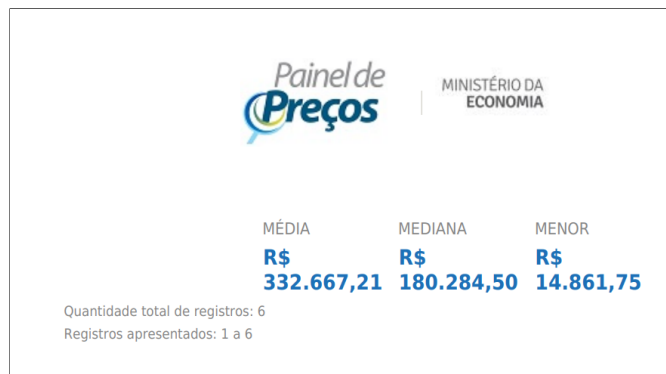 Painel de
Preços
MINISTÉRIO DA
ECONOMIA
MÉDIA
R$
332.667,21
MEDIANA
R$
180.284,50
MENOR
R$
14.861,75
Quantidade total de registros: 6
Registros apresentados: 1 a 6